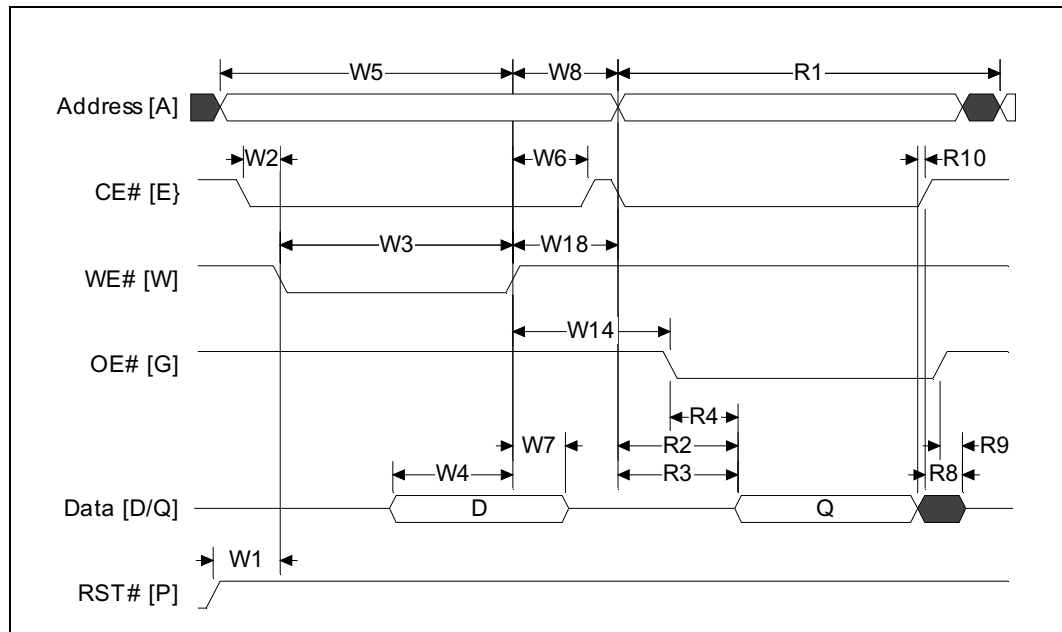 W5 W8 R1
Address [A]
W2 W6 R10
CE# [E}
W3 W18
WE# [W]
W14
OE# [G]
R4
W7 R2 R9
W4 R3 R8
Data [D/Q] D Q
W1
RST# [P]